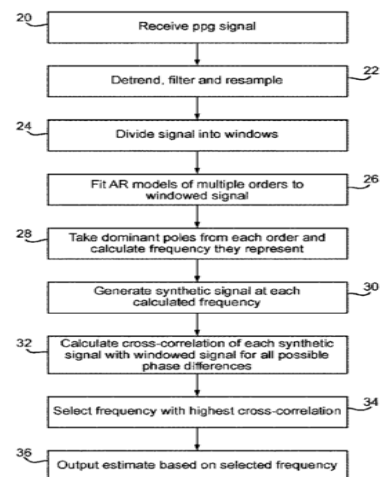 20
Receive ppg signal
22
Detrend, filter and resample
24
Divide signal into windows
26
Fit AR models of multiple orders to
windowed signal
28
Take dominant poles from each order and
calculate frequency they represent
30
Generate synthetic signal at each
calculated frequency
32
Calculate cross-correlation of each synthetic
signal with windowed signal for all possible
phase differences
34
Select frequency with highest cross-correlation
36
Output estimate based on selected frequency